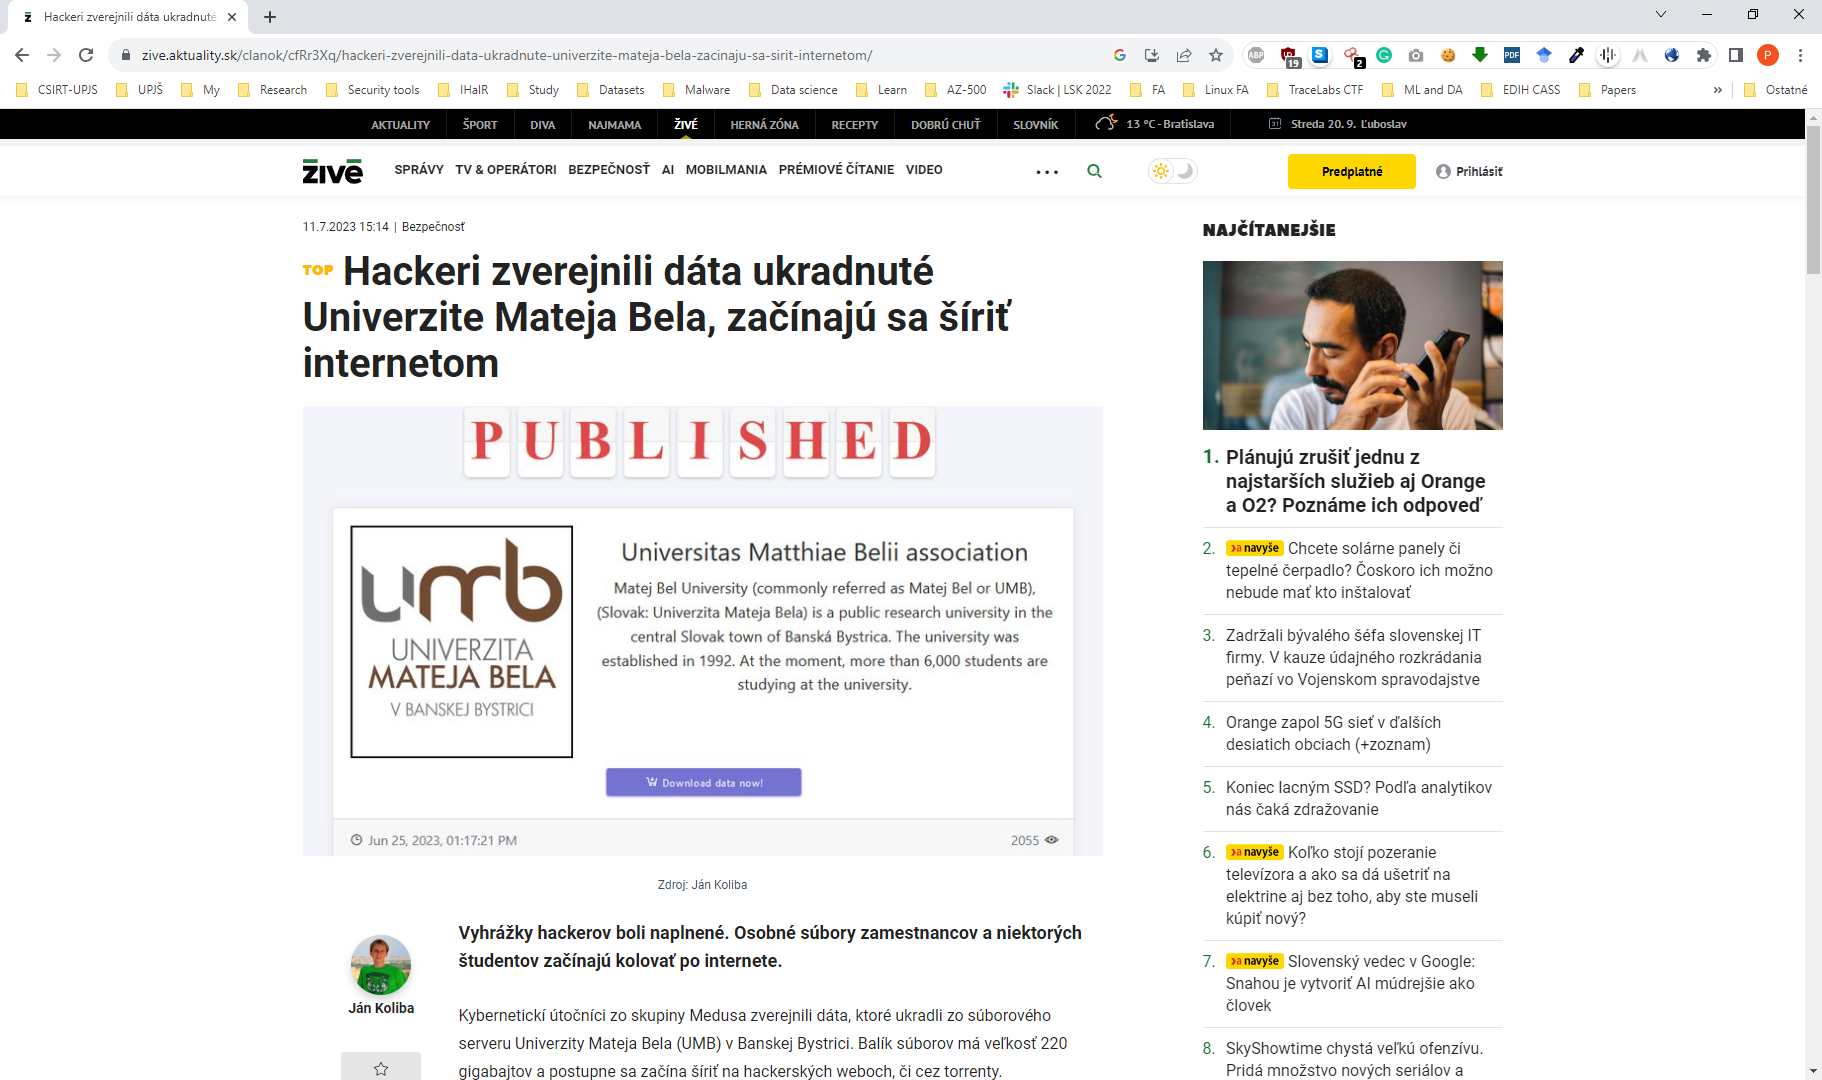 Hackeri zverejnili dáta ukradnuté
zive.aktuality.sk/clanok/cfRr3Xq/hackeri-zverejnili-data-ukradnute-univerzite-mateja-bela-zacinaju-sa-sirit-internetom/
ABP 19 S 2 G PDF P
CSIRT-UPJS UPJŠ My Research Security tools IHaIR Study Datasets Malware Data science Learn AZ-500 Slack | LSK 2022 FA Linux FA TraceLabs CTF ML and DA EDIH CASS Papers » Ostatné
AKTUALITY ŠPORT DIVA NAJMAMA ŽIVÉ HERNÁ ZÓNA RECEPTY DOBRÚ CHUŤ SLOVNÍK 13 °C - Bratislava 31 Streda 20. 9. Ľuboslav
živé SPRÁVY TV & OPERÁTORI BEZPEČNOSŤ AI MOBILMANIA PRÉMIOVÉ ČÍTANIE VIDEO ••• Predplatné Prihlásiť
11.7.2023 15:14 | Bezpečnosť
TOP Hackeri zverejnili dáta ukradnuté
Univerzite Mateja Bela, začínajú sa šíriť
internetom
PUBLISHED
umb
UNIVERZITA
MATEJA BELA
V BANSKEJ BYSTRICI
Universitas Matthiae Belii association
Matej Bel University (commonly referred as Matej Bel or UMB),
(Slovak: Univerzita Mateja Bela) is a public research university in the
central Slovak town of Banská Bystrica. The university was
established in 1992. At the moment, more than 6,000 students are
studying at the university.
Download data now!
Jun 25, 2023, 01:17:21 PM 2055
Zdroj: Ján Koliba
Ján Koliba
Vyhrážky hackerov boli naplnené. Osobné súbory zamestnancov a niektorých
študentov začínajú kolovať po internete.
Kybernetickí útočníci zo skupiny Medusa zverejnili dáta, ktoré ukradli zo súborového
serveru Univerzity Mateja Bela (UMB) v Banskej Bystrici. Balík súborov má veľkosť 220
gigabajtov a postupne sa začína šíriť na hackerských weboch, či cez torrenty.
NAJČÍTANEJŠIE
1. Plánujú zrušiť jednu z
najstarších služieb aj Orange
a O2? Poznáme ich odpoveď
2. navyše Chcete solárne panely či
tepelné čerpadlo? Čoskoro ich možno
nebude mať kto inštalovať
3. Zadržali bývalého šéfa slovenskej IT
firmy. V kauze údajného rozkrádania
peňazí vo Vojenskom spravodajstve
4. Orange zapol 5G sieť v ďalších
desiatich obciach (+zoznam)
5. Koniec lacným SSD? Podľa analytikov
nás čaká zdražovanie
6. navyše Koľko stojí pozeranie
televízora a ako sa dá ušetriť na
elektrine aj bez toho, aby ste museli
kúpiť nový?
7. navyše Slovenský vedec v Google:
Snahou je vytvoriť AI múdrejšie ako
človek
8. SkyShowtime chystá veľkú ofenzívu.
Pridá množstvo nových seriálov a